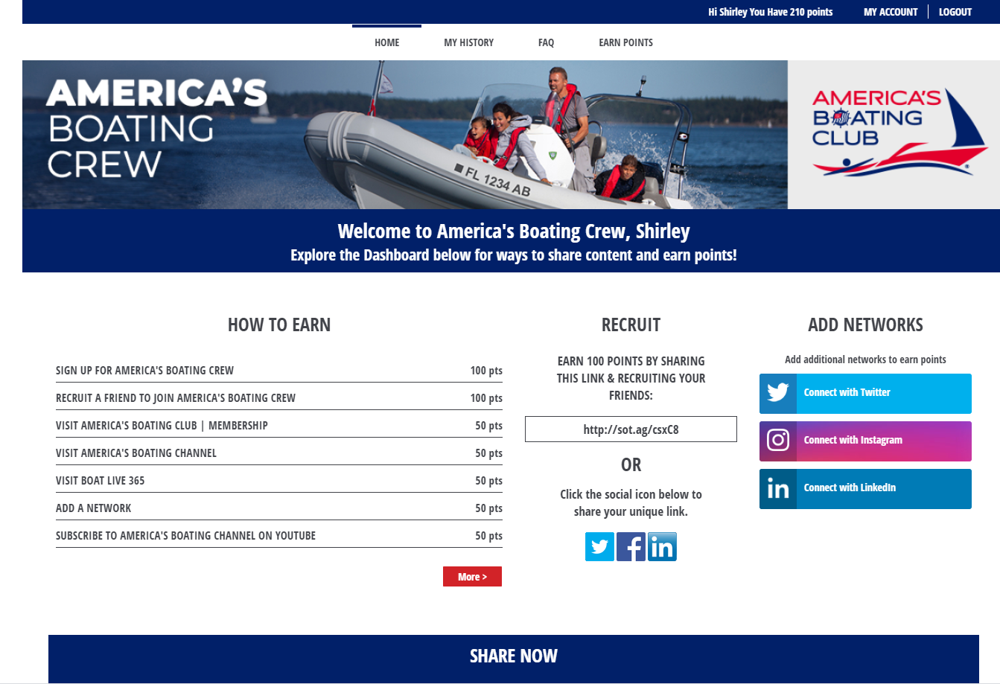 Hi Shirley You Have 210 points
MY ACCOUNT
LOGOUT
HOME
MY HISTORY
FAQ
EARN POINTS
AMERICA'S
BOATING
CREW
FL 1234 AB
AMERICA'S
BOATING
CLUB
Welcome to America's Boating Crew, Shirley
Explore the Dashboard below for ways to share content and earn points!
HOW TO EARN
SIGN UP FOR AMERICA'S BOATING CREW 100 pts
RECRUIT A FRIEND TO JOIN AMERICA'S BOATING CREW 100 pts
VISIT AMERICA'S BOATING CLUB | MEMBERSHIP 50 pts
VISIT AMERICA'S BOATING CHANNEL 50 pts
VISIT BOAT LIVE 365 50 pts
ADD A NETWORK 50 pts
SUBSCRIBE TO AMERICA'S BOATING CHANNEL ON YOUTUBE 50 pts
More >
RECRUIT
EARN 100 POINTS BY SHARING
THIS LINK & RECRUITING YOUR
FRIENDS:
http://sot.ag/csxC8
OR
Click the social icon below to
share your unique link.
ADD NETWORKS
Add additional networks to earn points
Connect with Twitter
Connect with Instagram
Connect with LinkedIn
SHARE NOW